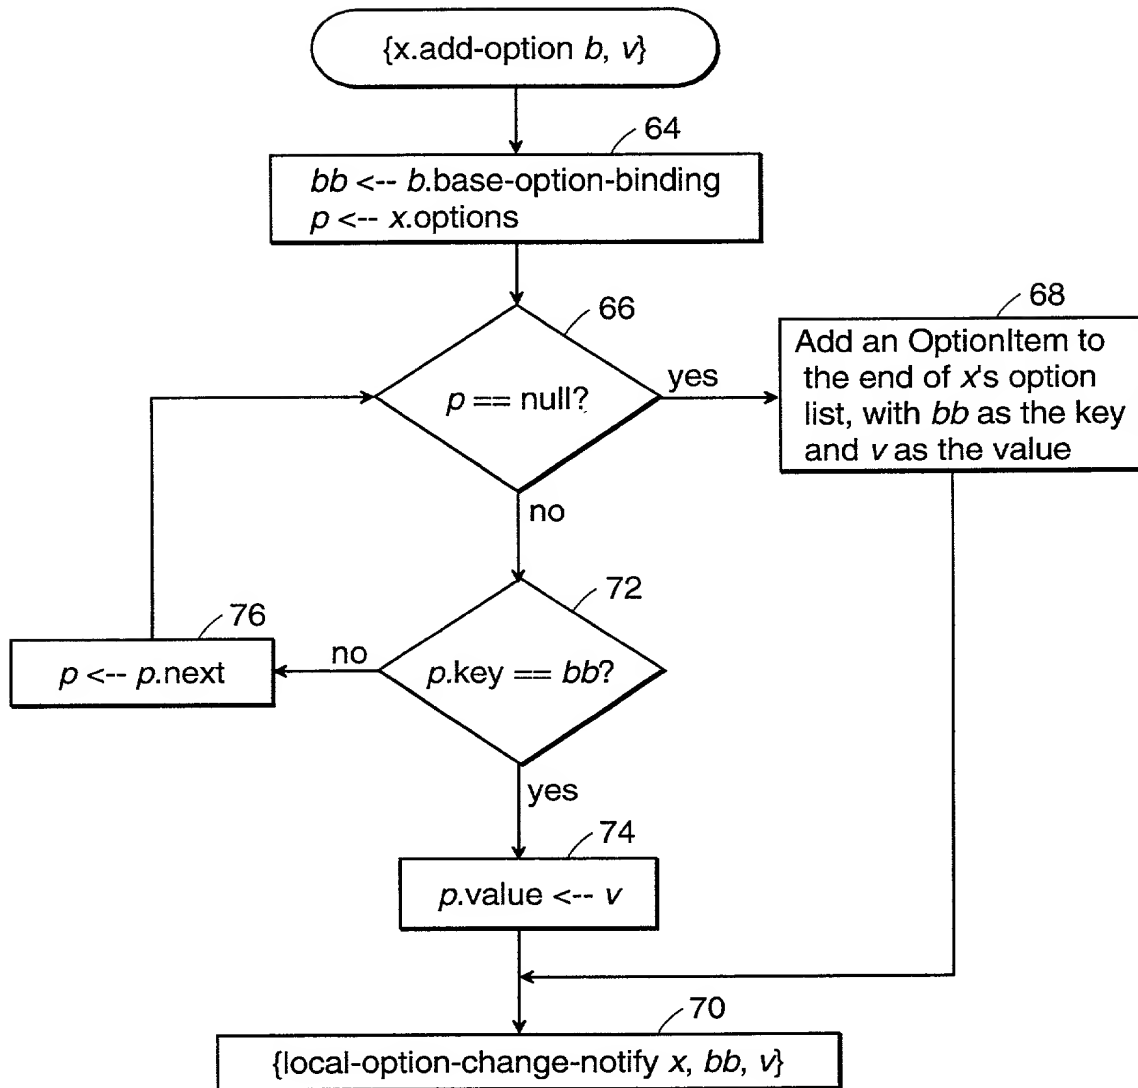 {x.add-option b, v}
64
bb <-- b.base-option-binding
p <-- x.options
66
68
p == null?
yes
Add an OptionItem to
the end of x's option
list, with bb as the key
and v as the value
no
72
76
p <-- p.next
no
p.key == bb?
yes
74
p.value <-- v
70
{local-option-change-notify x, bb, v}